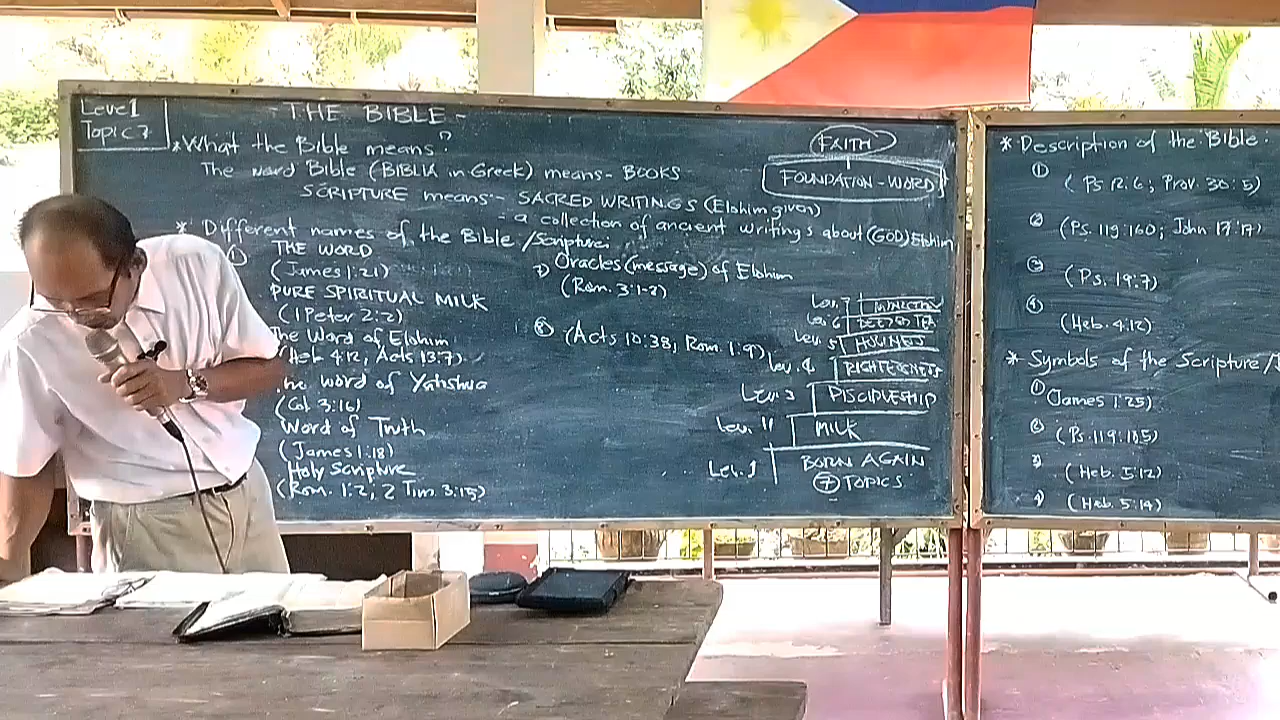 Level 1
Topic 7
- THE BIBLE -
* What the Bible means?
The word Bible (BIBLIA in Greek) means - BOOKS
SCRIPTURE means - SACRED WRITINGS (Elohim given)
- a collection of ancient writings about (GOD) Elohim
* Different names of the Bible / Scripture:
① THE WORD
(James 1:21)
PURE SPIRITUAL MILK
(1 Peter 2:2)
The Word of Elohim
(Heb. 4:12, Acts 13:7)
he word of Yahshua
(Col. 3:16)
Word of Truth
(James 1:18)
Holy Scripture
(Rom. 1:2, 2 Tim. 3:15)
7) Oracles (message) of Elohim
(Rom. 3:1-2)
⑧ (Acts 10:38; Rom. 1:9)
FAITH
FOUNDATION - WORD
Lev. 7
Lev. 6
Lev. 5
Lev. 4 RIGHTEOUSNESS
Lev. 3 DISCIPLESHIP
Lev. 11 MILK
Lev. 1 BORN AGAIN
⑦ TOPICS
* Description of the Bible.
① (Ps 12:6; Prov. 30:5)
② (Ps. 119:160; John 17:17)
③ (Ps. 19:7)
④ (Heb. 4:12)
* Symbols of the Scripture/
① (James 1:25)
② (Ps. 119:105)
3 (Heb. 5:12)
4) (Heb. 5:14)